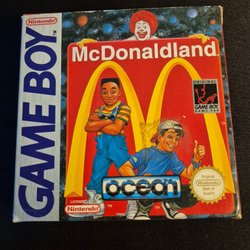 Nintendo
GAME BOY
McDonaldland
ORIGINAL
GAME BOY
GAME PAK
ocean
LICENSED BY
Nintendo
Original
Nintendo
Seal of
Quality